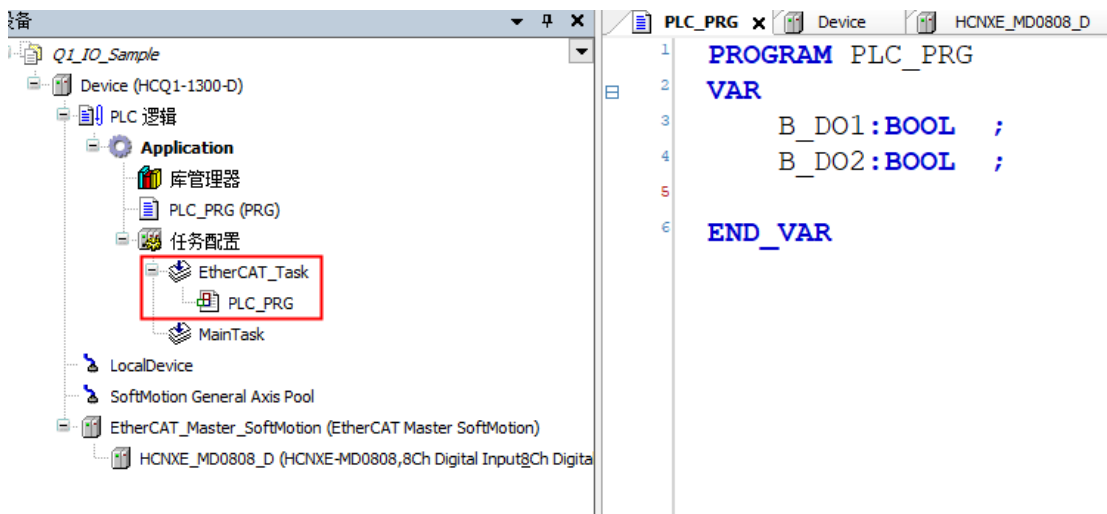 备
Q1_IO_Sample
Device (HCQ1-1300-D)
PLC 逻辑
Application
库管理器
PLC_PRG (PRG)
任务配置
EtherCAT_Task
PLC_PRG
MainTask
LocalDevice
SoftMotion General Axis Pool
EtherCAT_Master_SoftMotion (EtherCAT Master SoftMotion)
HCNXE_MD0808_D (HCNXE-MD0808,8Ch Digital Input8Ch Digita
PLC_PRG Device HCNXE_MD0808_D
1 PROGRAM PLC_PRG
2 VAR
3 B_DO1:BOOL ;
4 B_DO2:BOOL ;
5
6 END_VAR